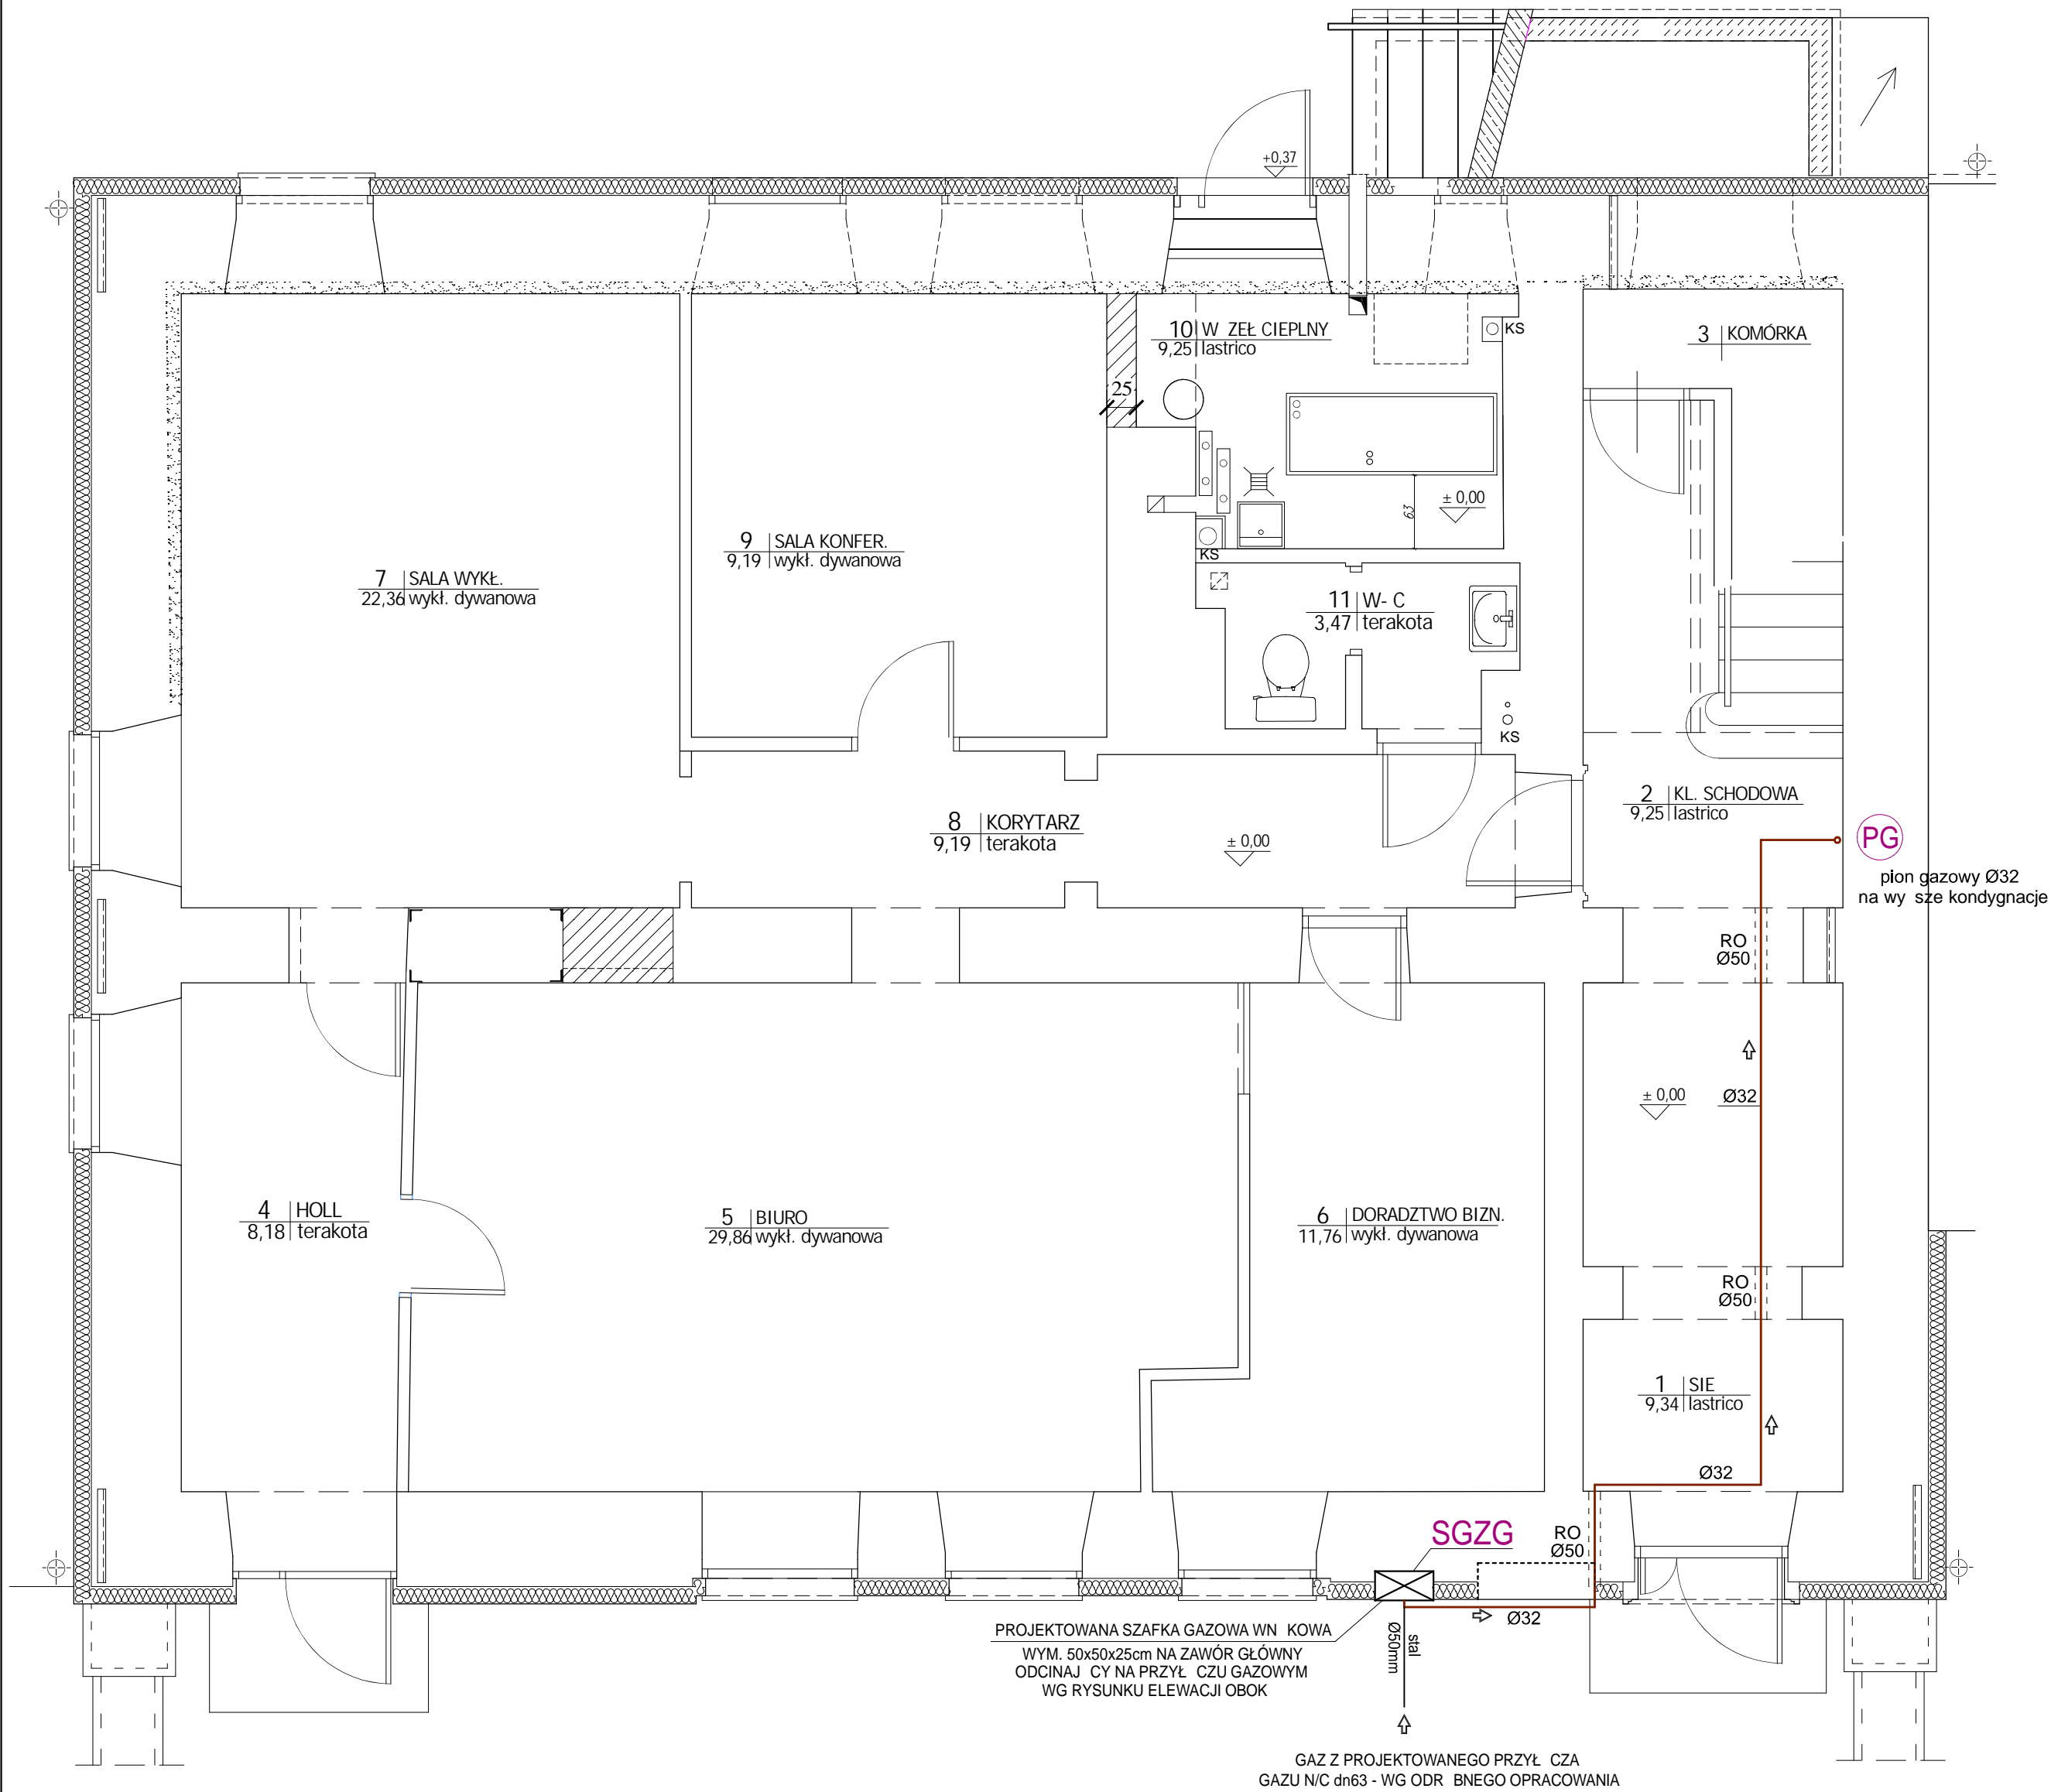 +0,37
10 W ZEŁ CIEPLNY
9,25 lastrico
KS
3 KOMÓRKA
25
± 0,00
63
KS
9 SALA KONFER.
9,19 wykł. dywanowa
7 SALA WYKŁ.
22,36 wykł. dywanowa
11 W- C
3,47 terakota
KS
2 KL. SCHODOWA
9,25 lastrico
8 KORYTARZ
9,19 terakota
± 0,00
PG
pion gazowy Ø32
na wy sze kondygnacje
RO
Ø50
± 0,00
Ø32
4 HOLL
8,18 terakota
5 BIURO
29,86 wykł. dywanowa
6 DORADZTWO BIZN.
11,76 wykł. dywanowa
RO
Ø50
1 SIE
9,34 lastrico
Ø32
SGZG
RO
Ø50
Ø32
PROJEKTOWANA SZAFKA GAZOWA WN KOWA
WYM. 50x50x25cm NA ZAWÓR GŁÓWNY
ODCINAJ CY NA PRZYŁ CZU GAZOWYM
WG RYSUNKU ELEWACJI OBOK
stal
Ø50mm
GAZ Z PROJEKTOWANEGO PRZYŁ CZA
GAZU N/C dn63 - WG ODR BNEGO OPRACOWANIA